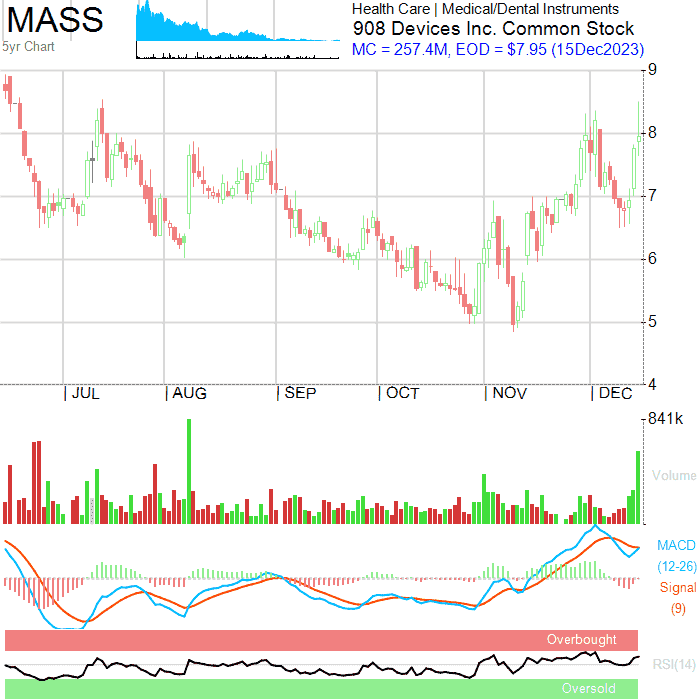 MASS
5yr Chart
Health Care | Medical/Dental Instruments
908 Devices Inc. Common Stock
MC = 257.4M, EOD = $7.95 (15Dec2023)
9
8
7
6
5
4
| JUL | AUG | SEP | OCT | NOV | DEC
841k
Volume
MACD
(12-26)
Signal
(9)
Overbought
RSI(14)
Oversold